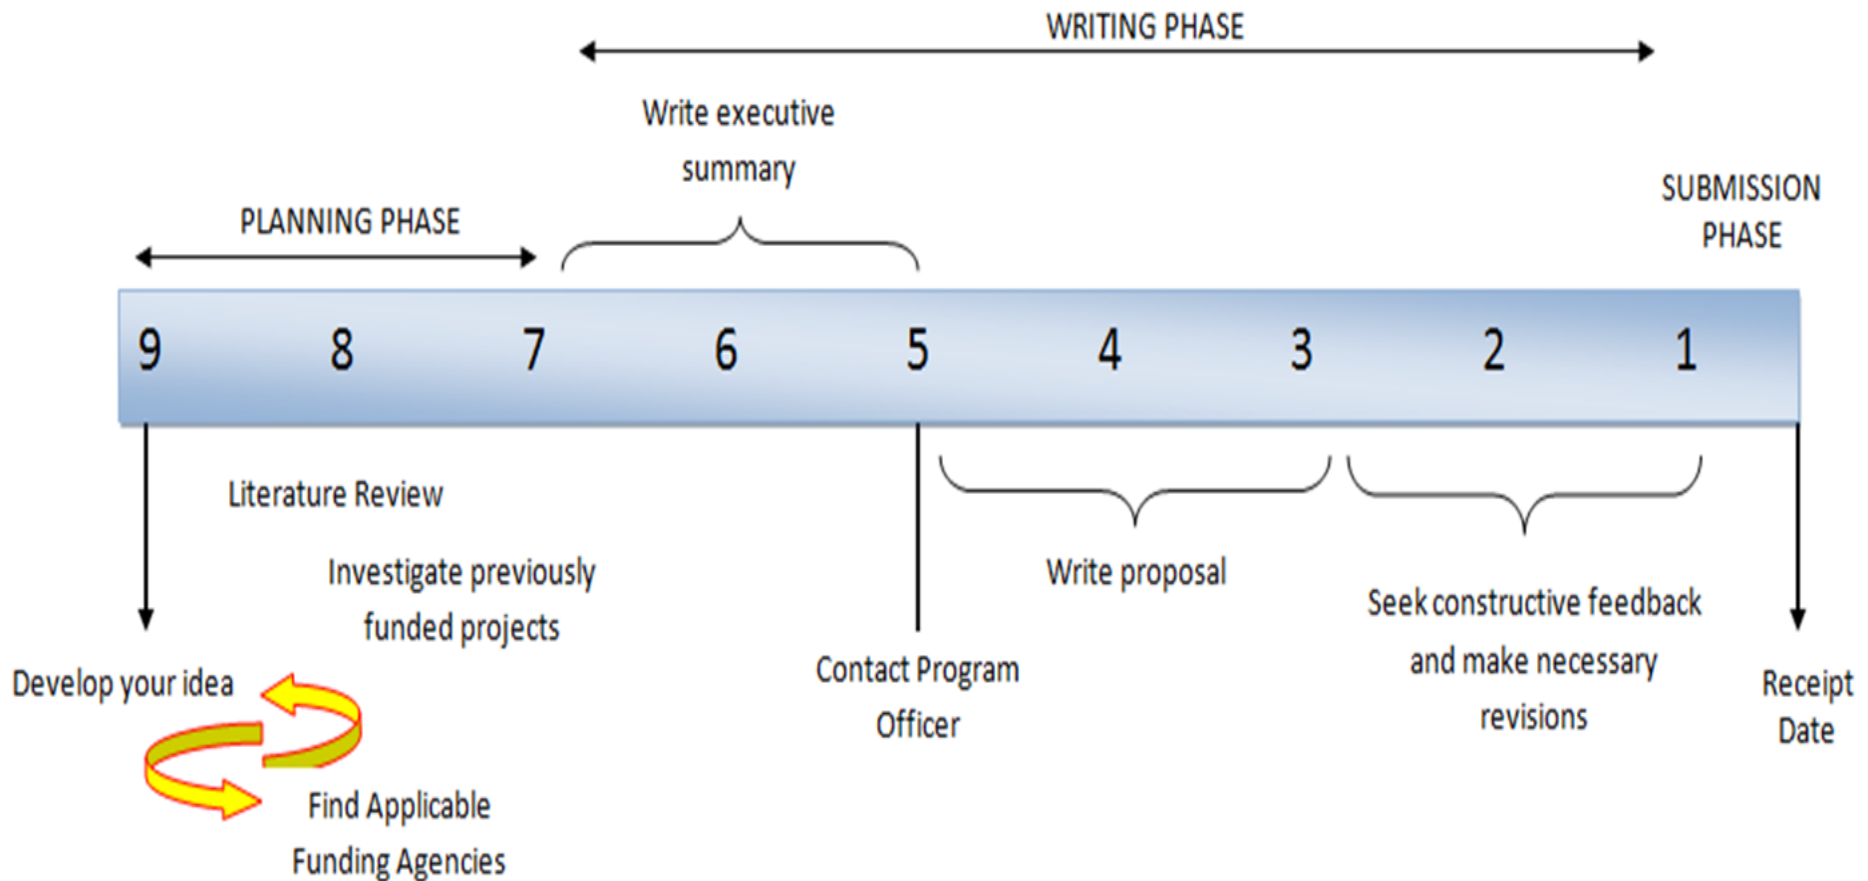 WRITING PHASE
Write executive
summary
SUBMISSION
PHASE
PLANNING PHASE
9 8 7 6 5 4 3 2 1
Literature Review
Investigate previously
funded projects
Write proposal
Seek constructive feedback
and make necessary
revisions
Develop your idea
Contact Program
Officer
Receipt
Date
Find Applicable
Funding Agencies